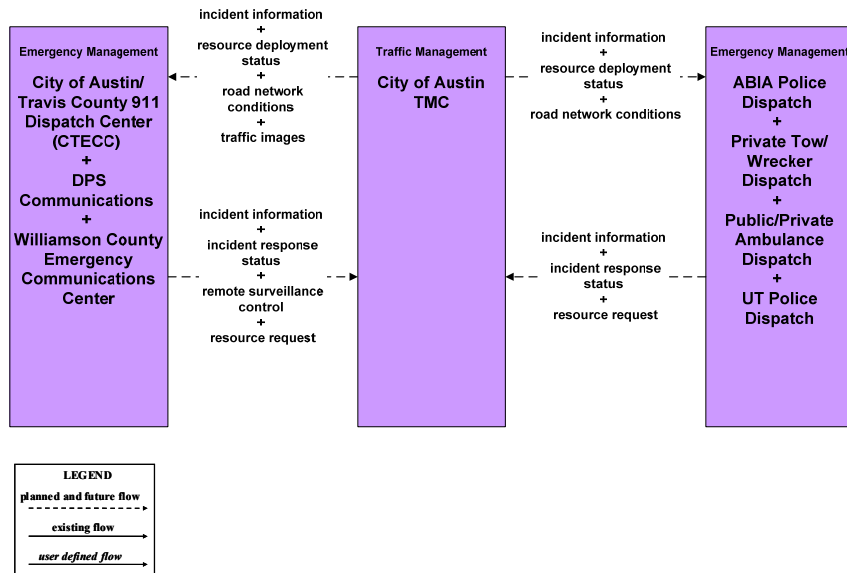 Emergency Management
City of Austin/
Travis County 911
Dispatch Center
(CTECC)
+
DPS
Communications
+
Williamson County
Emergency
Communications
Center
incident information
+
resource deployment
status
+
road network
conditions
+
traffic images
incident information
+
incident response
status
+
remote surveillance
control
+
resource request
Traffic Management
City of Austin
TMC
incident information
+
resource deployment
status
+
road network conditions
incident information
+
incident response
status
+
resource request
Emergency Management
ABIA Police
Dispatch
+
Private Tow/
Wrecker
Dispatch
+
Public/Private
Ambulance
Dispatch
+
UT Police
Dispatch
LEGEND
planned and future flow
existing flow
user defined flow